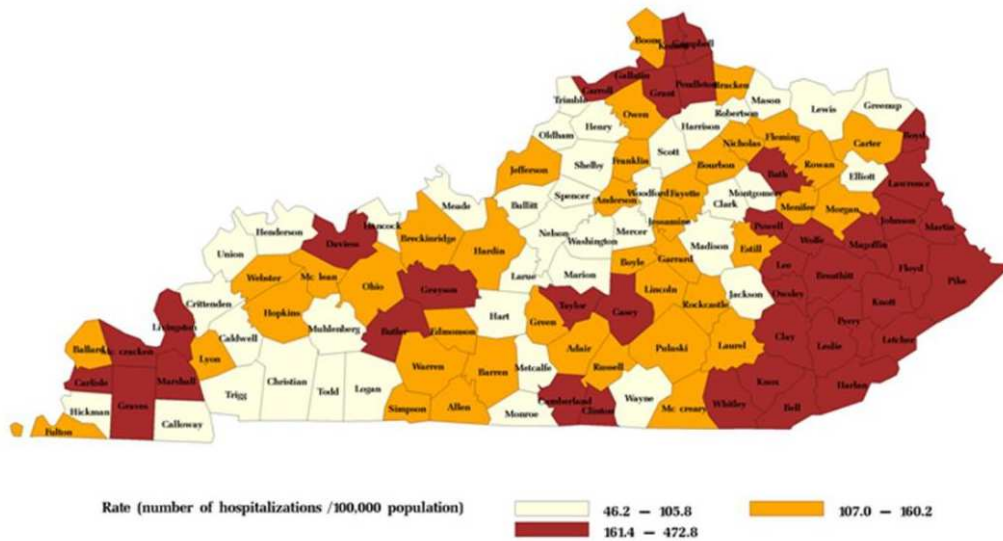 Boone
Kenton
Campbell
Gallatin
Carroll
Grant
Pendleton
Bracken
Trimble
Mason
Lewis
Greenup
Owen
Robertson
Henry
Harrison
Oldham
Fleming
Boyd
Nicholas
Carter
Scott
Shelby
Franklin
Bourbon
Rowan
Jefferson
Bath
Elliott
Lawrence
Spencer
Woodford
Fayette
Montgomery
Anderson
Clark
Menifee
Morgan
Meade
Bullitt
Jessamine
Powell
Johnson
Martin
Hancock
Henderson
Nelson
Mercer
Washington
Madison
Estill
Wolfe
Magoffin
Daviess
Breckinridge
Hardin
Union
Garrard
Boyle
Lee
Floyd
Larue
Marion
Breathitt
Pike
Webster
Mc lean
Ohio
Grayson
Lincoln
Jackson
Owsley
Knott
Crittenden
Rockcastle
Taylor
Casey
Hopkins
Hart
Green
Perry
Livingston
Muhlenberg
Butler
Edmonson
Caldwell
Clay
Leslie
Letcher
Laurel
Pulaski
Adair
Ballard
Mc cracken
Lyon
Warren
Metcalfe
Barren
Russell
Carlisle
Marshall
Christian
Knox
Harlan
Trigg
Todd
Logan
Cumberland
Wayne
Clinton
Whitley
Bell
Mc creary
Graves
Hickman
Simpson
Allen
Monroe
Calloway
Fulton
Rate (number of hospitalizations /100,000 population)
46.2 – 105.8
107.0 – 160.2
161.4 – 472.8